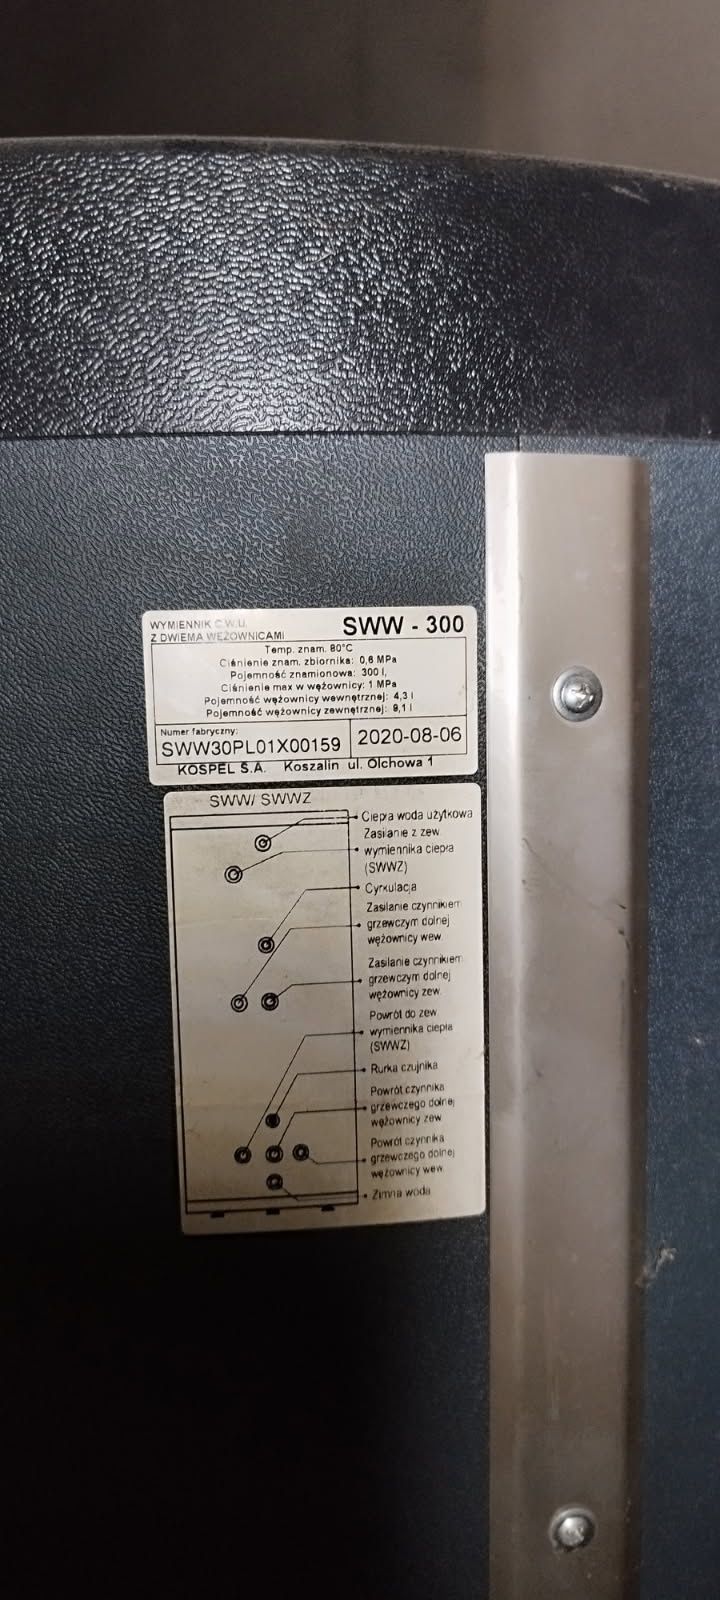 WYMIENNIK C.W.U.
Z DWIEMA WĘŻOWNICAMI
SWW - 300
Temp. znam. 80°C
Ciśnienie znam. zbiornika: 0,6 MPa
Pojemność znamionowa: 300 l,
Ciśnienie max w wężownicy: 1 MPa
Pojemność wężownicy wewnętrznej: 4,3 l
Pojemność wężownicy zewnętrznej: 9,1 l
Numer fabryczny:
SWW30PL01X00159
2020-08-06
KOSPEL S.A. Koszalin ul. Olchowa 1
SWW/ SWWZ
Ciepła woda użytkowa
Zasilanie z zew.
wymiennika ciepła
(SWWZ)
Cyrkulacja
Zasilanie czynnikiem
grzewczym dolnej
wężownicy wew.
Zasilanie czynnikiem
grzewczym dolnej
wężownicy zew.
Powrót do zew
wymiennika ciepła
(SWWZ)
Rurka czujnika
Powrót czynnika
grzewczego dolnej
wężownicy zew
Powrót czynnika
grzewczego dolnej
wężownicy wew.
Zimna woda